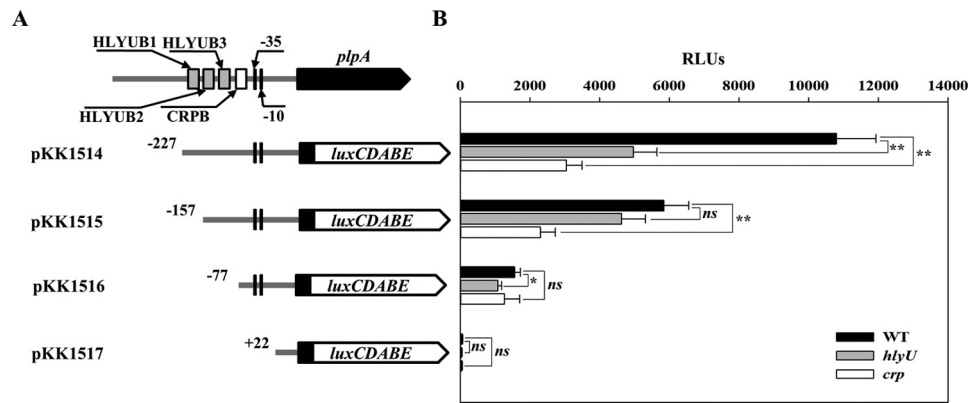 A
B
HLYUB1
HLYUB3
-35
plpA
HLYUB2
CRPB
-10
RLUs
0 2000 4000 6000 8000 10000 12000 14000
pKK1514
-227
luxCDABE
**
**
pKK1515
-157
luxCDABE
ns
**
pKK1516
-77
luxCDABE
*
ns
pKK1517
+22
luxCDABE
ns
ns
WT
hlyU
crp